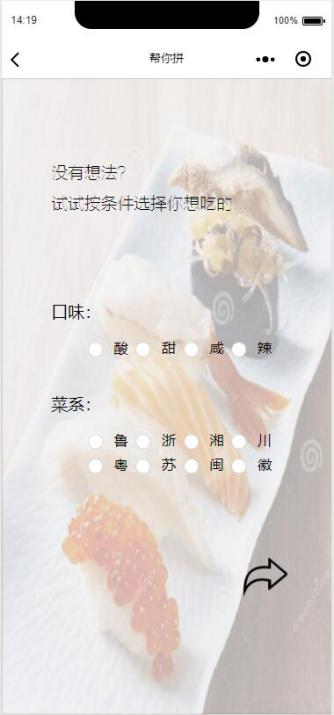 14:19
100%
帮你拼
没有想法？
试试按条件选择你想吃的...
口味：
酸 甜 咸 辣
菜系：
鲁 浙 湘 川
粤 苏 闽 徽